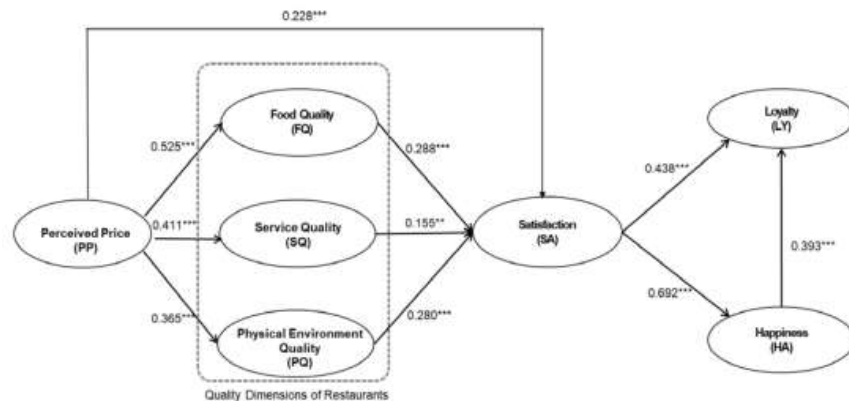 0.228***
Food Quality
(FQ)
Loyalty
(LY)
0.525***
0.288***
0.438***
Perceived Price
(PP)
0.411***
Service Quality
(SQ)
0.155**
Satisfaction
(SA)
0.393***
0.365***
0.280***
0.692***
Physical Environment
Quality
(PQ)
Happiness
(HA)
Quality Dimensions of Restaurants